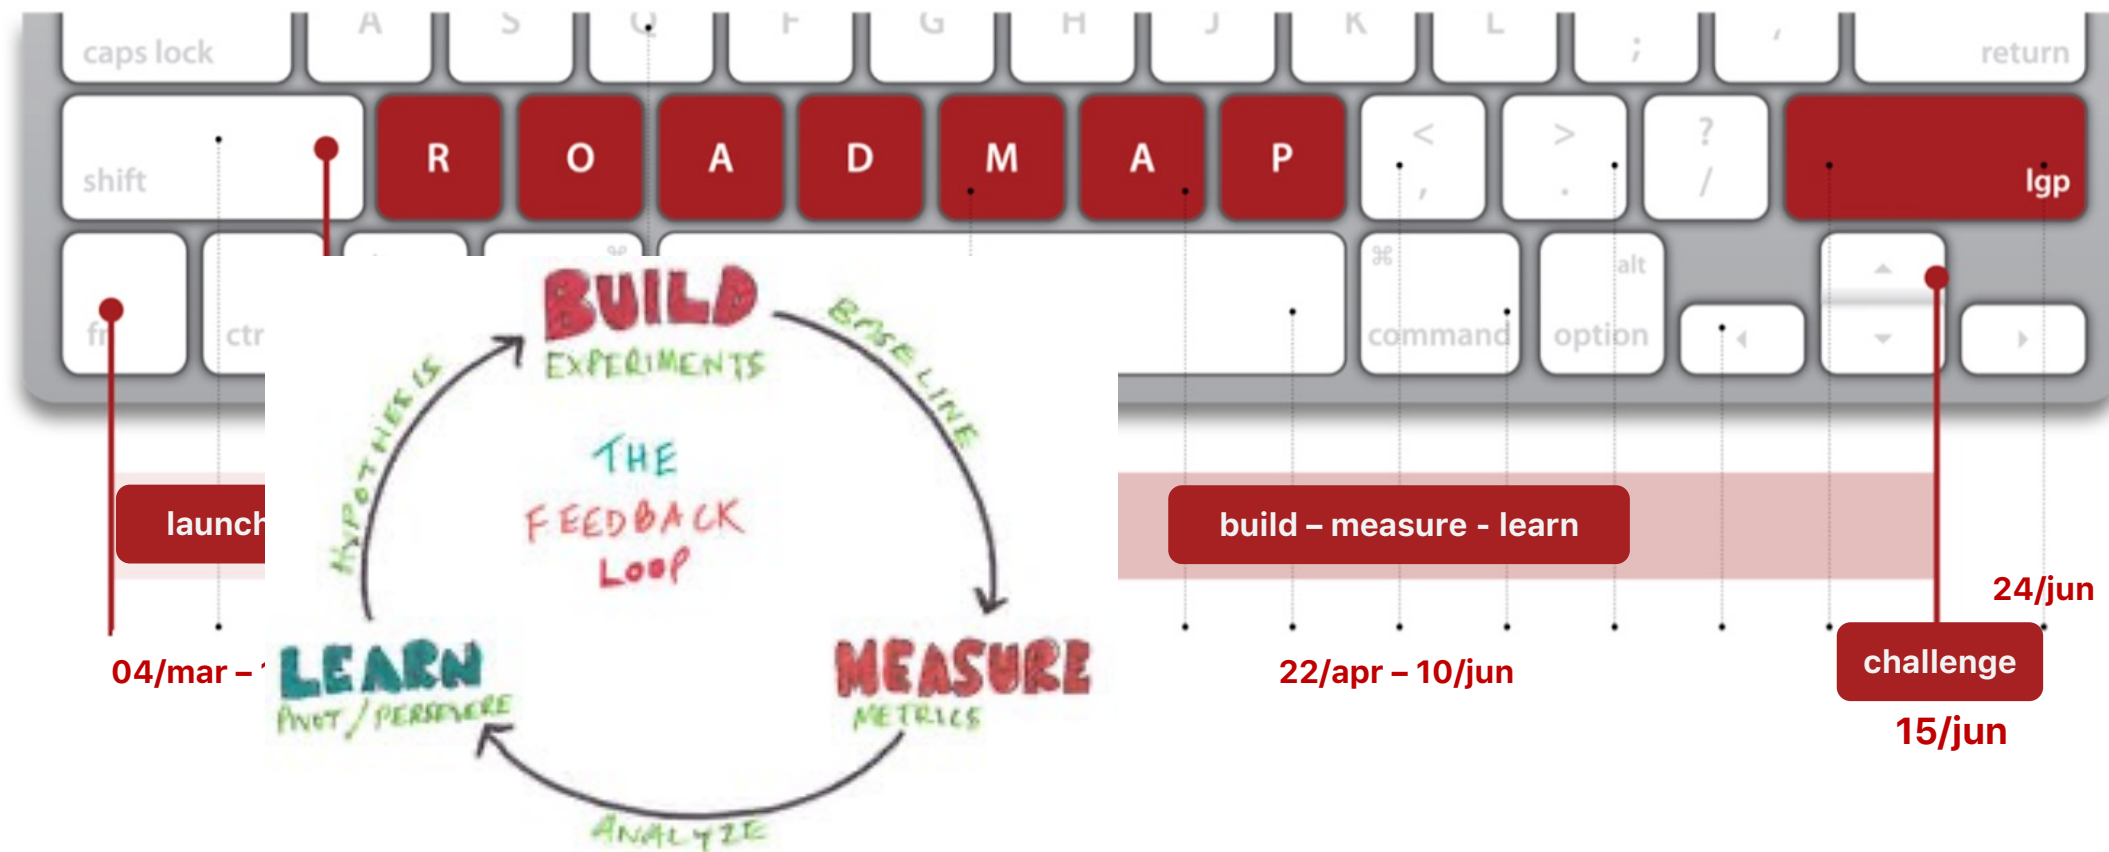 A S Q F G H J K L ; ‘
caps lock
return
shift
R O A D M A P
< ,
> .
? /
lgp
fn
ctr
⌘
⌘
command
alt
option
BUILD
EXPERIMENTS
BASELINE
HYPOTHESIS
THE
FEEDBACK
LOOP
launch
build – measure - learn
24/jun
LEARN
PIVOT / PERSEVERE
MEASURE
METRICS
ANALYZE
04/mar –
22/apr – 10/jun
challenge
15/jun